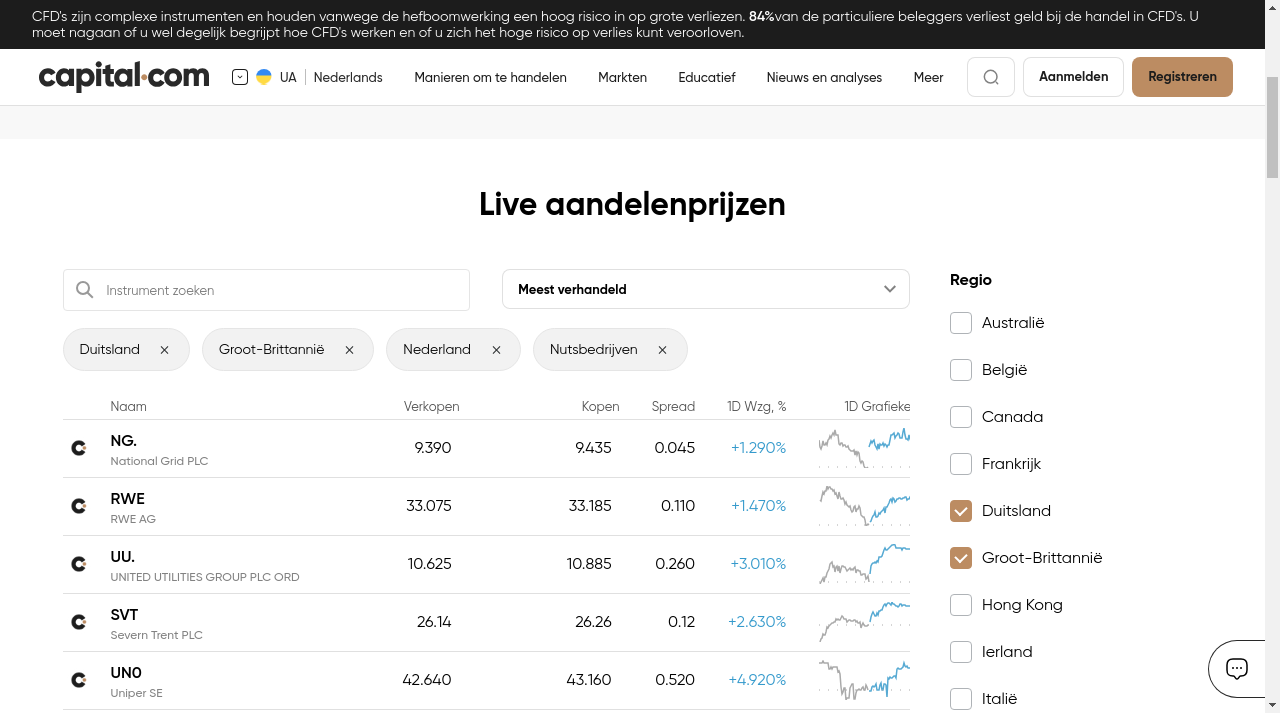 CFD's zijn complexe instrumenten en houden vanwege de hefboomwerking een hoog risico in op grote verliezen. 84%van de particuliere beleggers verliest geld bij de handel in CFD's. U
moet nagaan of u wel degelijk begrijpt hoe CFD's werken en of u zich het hoge risico op verlies kunt veroorloven.
capital.com UA Nederlands Manieren om te handelen Markten Educatief Nieuws en analyses Meer Aanmelden Registreren
Live aandelenprijzen
Instrument zoeken
Meest verhandeld
Duitsland × Groot-Brittannië × Nederland × Nutsbedrijven ×
Naam Verkopen Kopen Spread 1D Wzg, % 1D Grafieke
NG. 9.390 9.435 0.045 +1.290%
National Grid PLC
RWE 33.075 33.185 0.110 +1.470%
RWE AG
UU. 10.625 10.885 0.260 +3.010%
UNITED UTILITIES GROUP PLC ORD
SVT 26.14 26.26 0.12 +2.630%
Severn Trent PLC
UN0 42.640 43.160 0.520 +4.920%
Uniper SE
Regio
Australië
België
Canada
Frankrijk
Duitsland
Groot-Brittannië
Hong Kong
Ierland
Italië